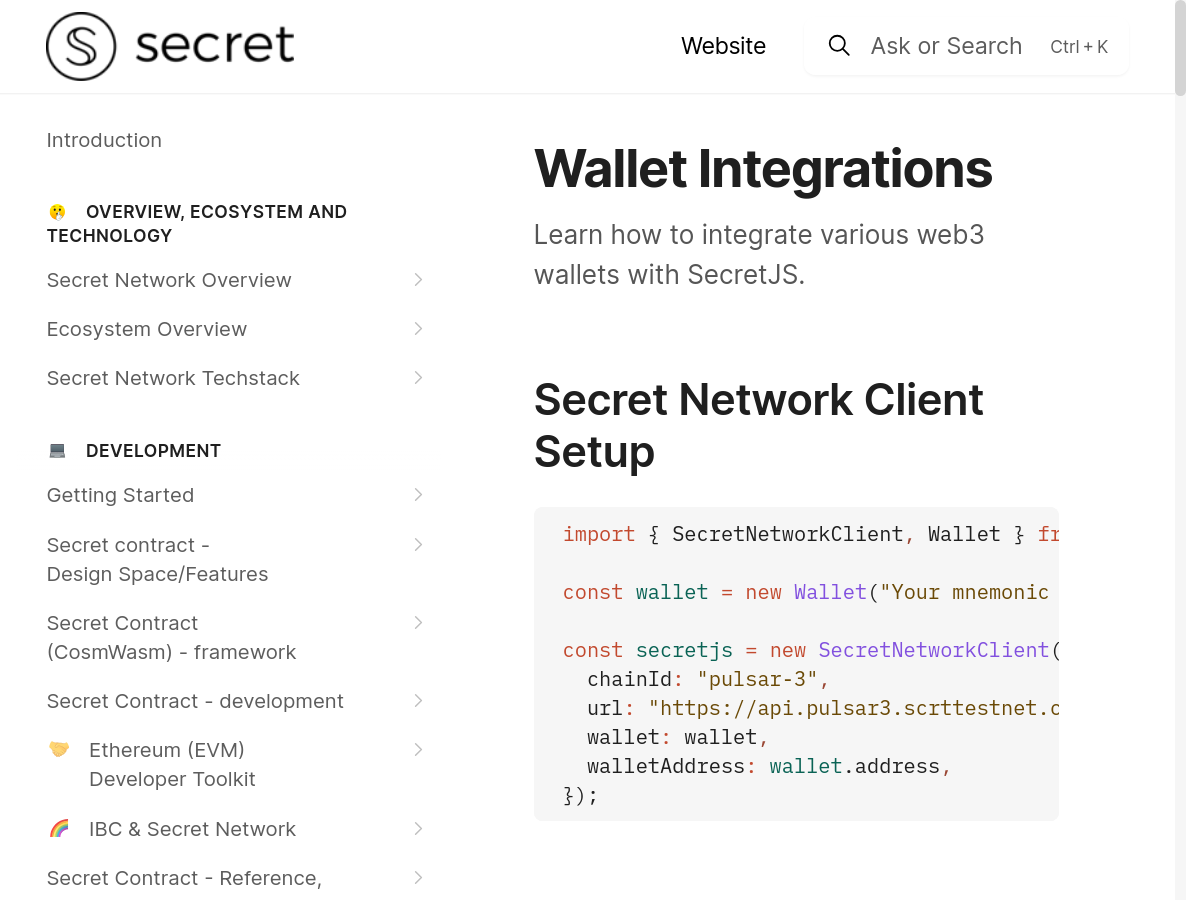 secret
Website
Ask or Search
Ctrl + K
Introduction
OVERVIEW, ECOSYSTEM AND
TECHNOLOGY
Secret Network Overview
Ecosystem Overview
Secret Network Techstack
DEVELOPMENT
Getting Started
Secret contract -
Design Space/Features
Secret Contract
(CosmWasm) - framework
Secret Contract - development
Ethereum (EVM)
Developer Toolkit
IBC & Secret Network
Secret Contract - Reference,
Wallet Integrations
Learn how to integrate various web3
wallets with SecretJS.
Secret Network Client
Setup
import { SecretNetworkClient, Wallet } fr
const wallet = new Wallet("Your mnemonic
const secretjs = new SecretNetworkClient(
  chainId: "pulsar-3",
  url: "https://api.pulsar3.scrttestnet.c
  wallet: wallet,
  walletAddress: wallet.address,
});